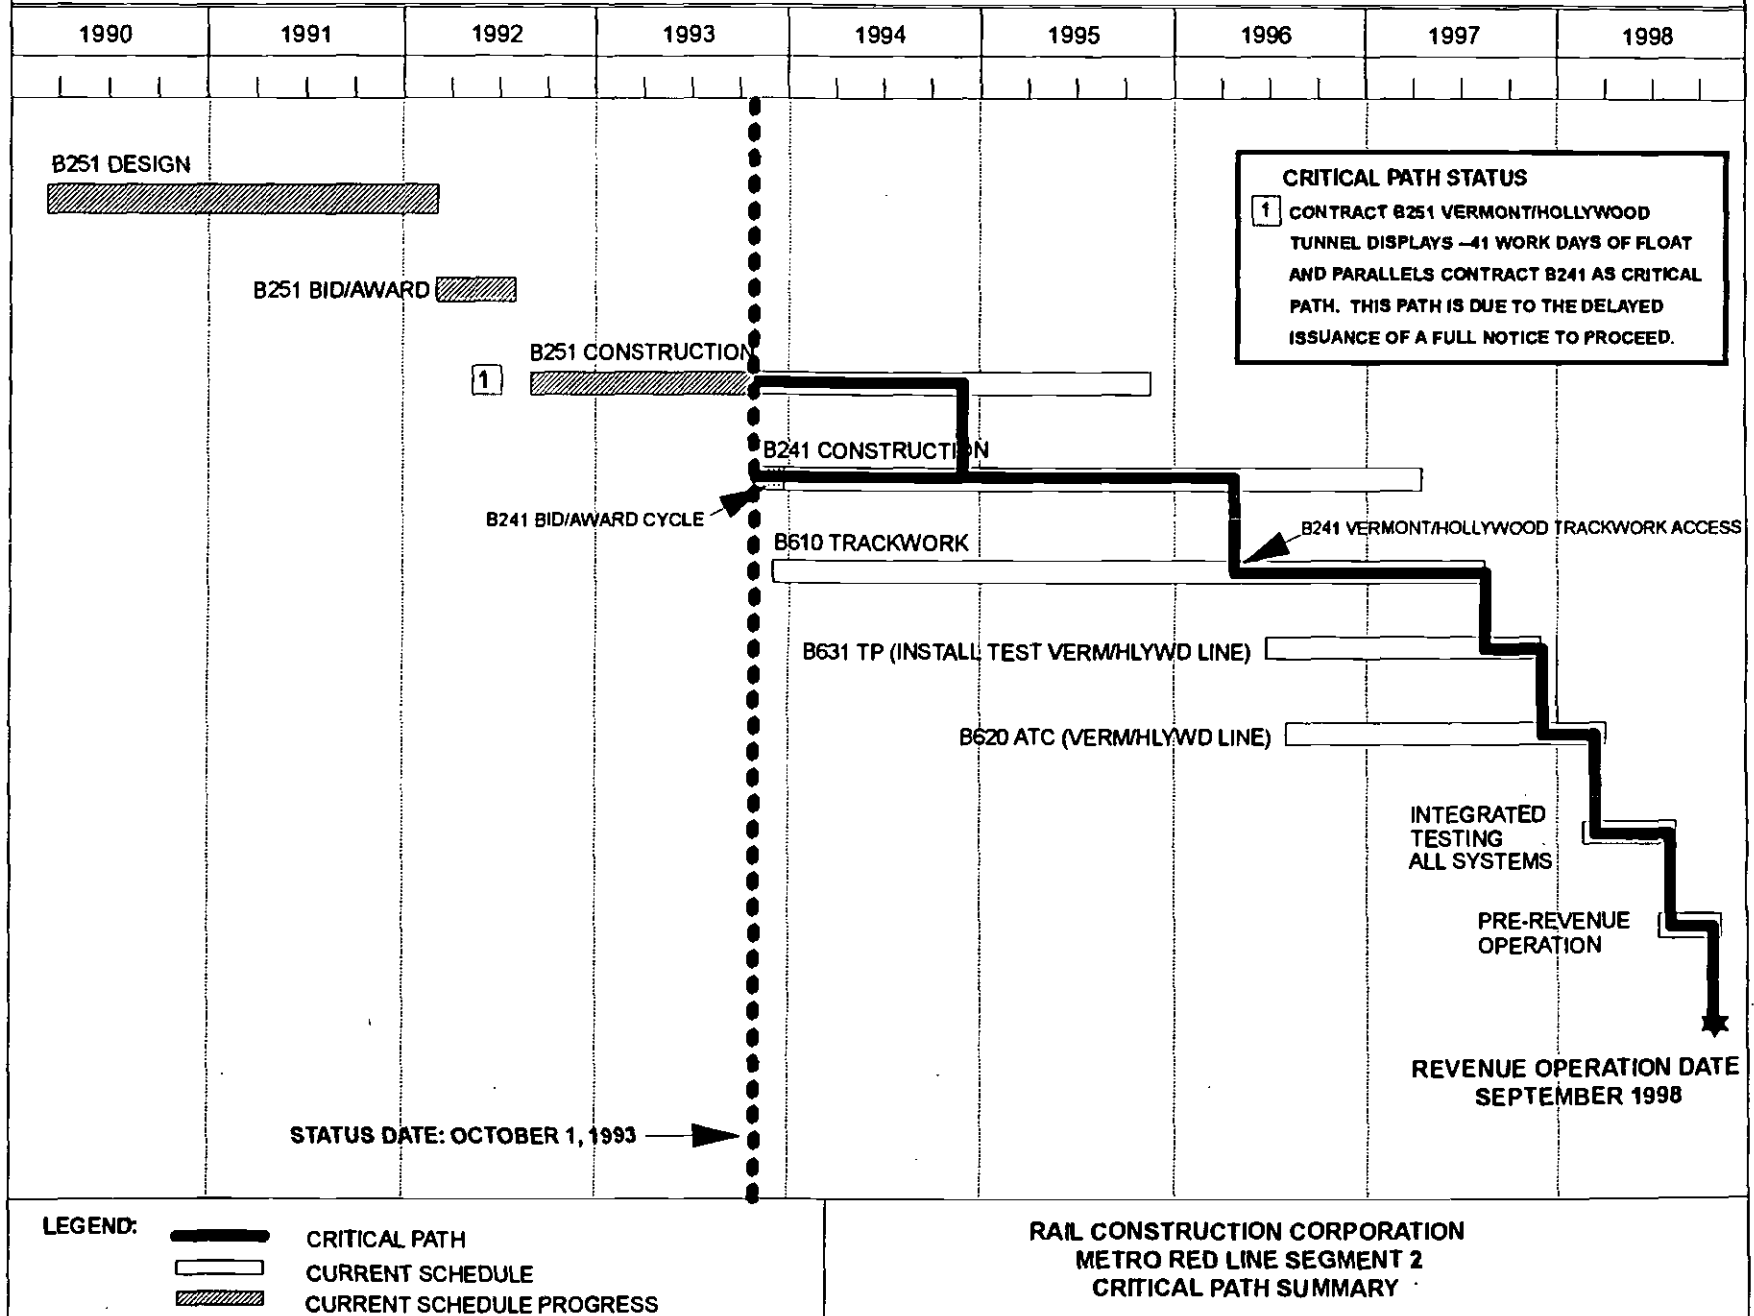 1990 1991 1992 1993 1994 1995 1996 1997 1998
B251 DESIGN
CRITICAL PATH STATUS
1 CONTRACT B251 VERMONT/HOLLYWOOD
TUNNEL DISPLAYS –41 WORK DAYS OF FLOAT
AND PARALLELS CONTRACT B241 AS CRITICAL
PATH. THIS PATH IS DUE TO THE DELAYED
ISSUANCE OF A FULL NOTICE TO PROCEED.
B251 BID/AWARD
B251 CONSTRUCTION
1
B241 CONSTRUCTION
B241 BID/AWARD CYCLE
B241 VERMONT/HOLLYWOOD TRACKWORK ACCESS
B610 TRACKWORK
B631 TP (INSTALL TEST VERM/HLYWD LINE)
B620 ATC (VERM/HLYWD LINE)
INTEGRATED
TESTING
ALL SYSTEMS
PRE-REVENUE
OPERATION
REVENUE OPERATION DATE
SEPTEMBER 1998
STATUS DATE: OCTOBER 1, 1993
LEGEND:
CRITICAL PATH
CURRENT SCHEDULE
CURRENT SCHEDULE PROGRESS
RAIL CONSTRUCTION CORPORATION
METRO RED LINE SEGMENT 2
CRITICAL PATH SUMMARY